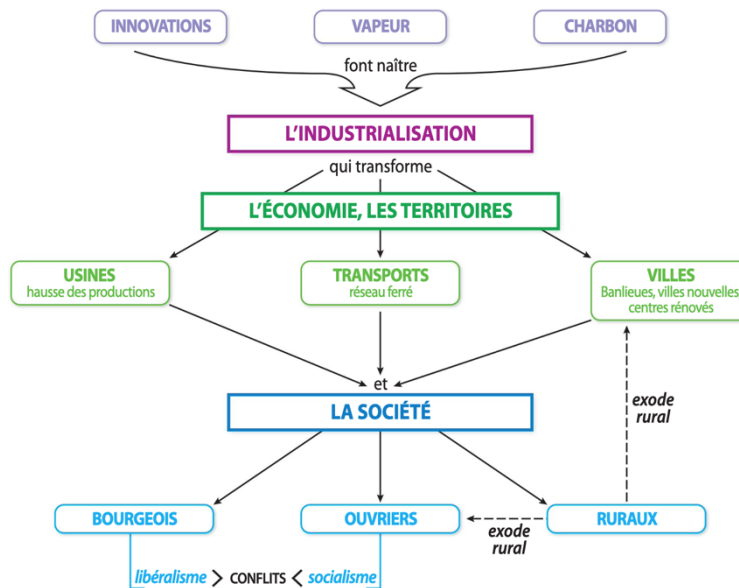 INNOVATIONS
VAPEUR
CHARBON
font naître
L'INDUSTRIALISATION
qui transforme
L'ÉCONOMIE, LES TERRITOIRES
USINES
hausse des productions
TRANSPORTS
réseau ferré
VILLES
Banlieues, villes nouvelles
centres rénovés
et
LA SOCIÉTÉ
exode
rural
BOURGEOIS
OUVRIERS
exode
rural
RURAUX
libéralisme > CONFLITS < socialisme